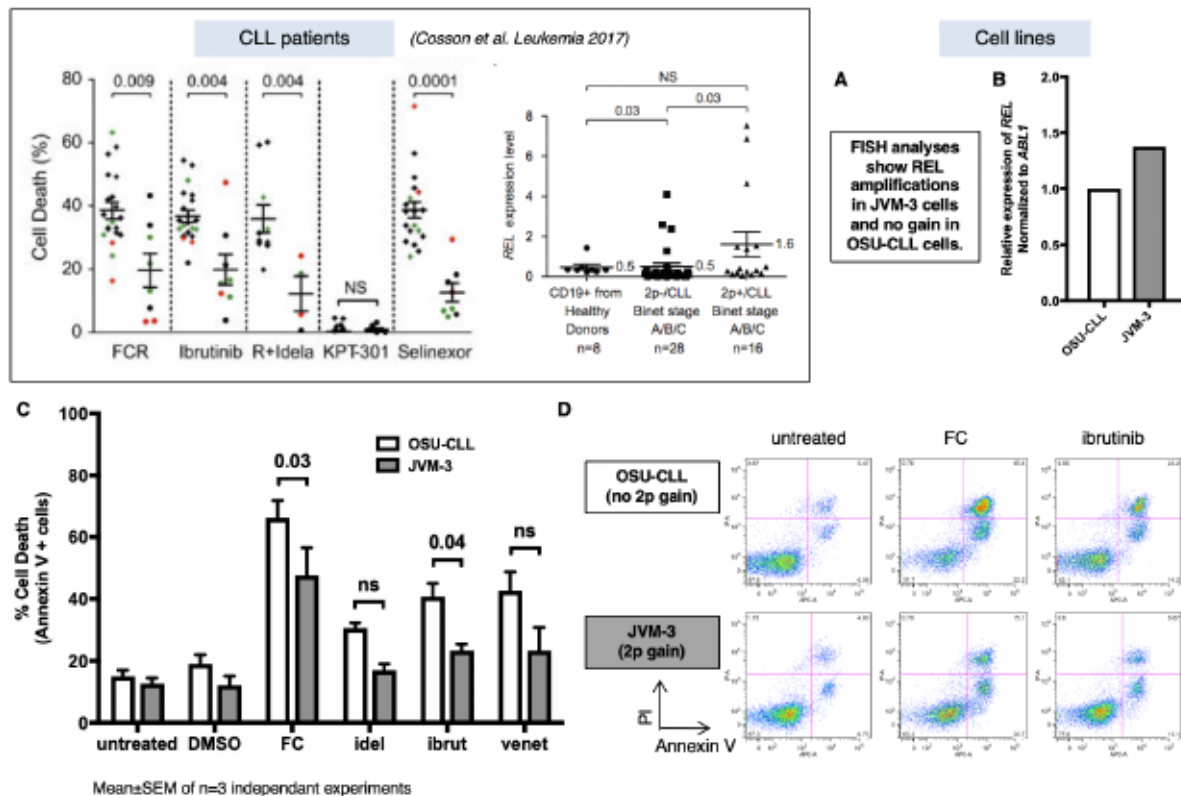 CLL patients
(Cosson et al. Leukemia 2017)
Cell lines
Cell Death (%)
80
60
40
20
0
0.009
0.004
0.004
NS
0.0001
FCR
Ibrutinib
R+Idela
KPT-301
Selinexor
REL expression level
8
6
4
2
0
NS
0.03
0.03
0.5
0.5
1.6
CD19+ from
Healthy
Donors
n=8
2p-/CLL
Binet stage
A/B/C
n=28
2p+/CLL
Binet stage
A/B/C
n=16
A
FISH analyses
show REL
amplifications
in JVM-3 cells
and no gain in
OSU-CLL cells.
B
Relative expression of REL
Normalized to ABL1
2.0
1.5
1.0
0.5
0.0
OSU-CLL
JVM-3
C
% Cell Death
(Annexin V + cells)
100
80
60
40
20
0
OSU-CLL
JVM-3
0.03
ns
0.04
ns
untreated
DMSO
FC
idel
ibrut
venet
Mean±SEM of n=3 independant experiments
D
untreated
FC
ibrutinib
OSU-CLL
(no 2p gain)
JVM-3
(2p gain)
PI
Annexin V